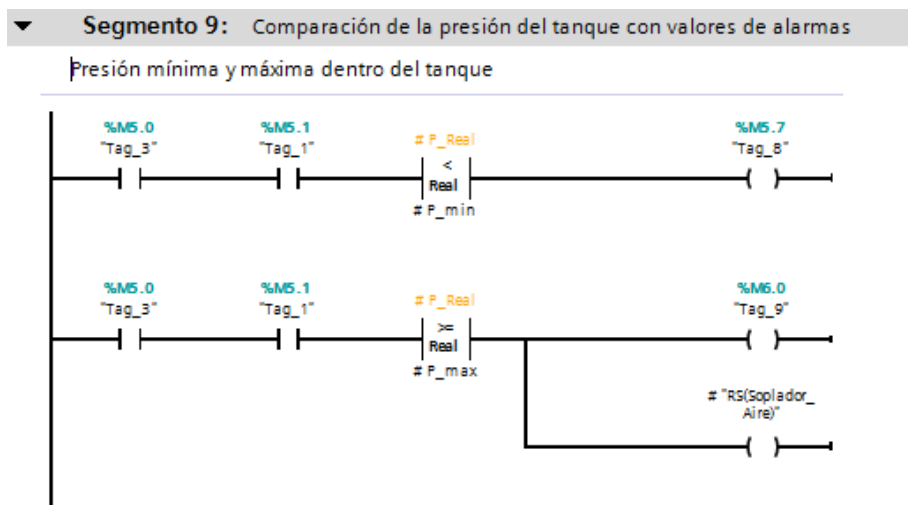 Segmento 9: Comparación de la presión del tanque con valores de alarmas
Presión mínima y máxima dentro del tanque
%M5.0 %M5.1 # P_Real %M5.7
"Tag_3" "Tag_1" < "Tag_8"
Real
# P_min
%M5.0 %M5.1 # P_Real %M6.0
"Tag_3" "Tag_1" >= "Tag_9"
Real
# P_max
# "RS(Soplador_
Aire)"